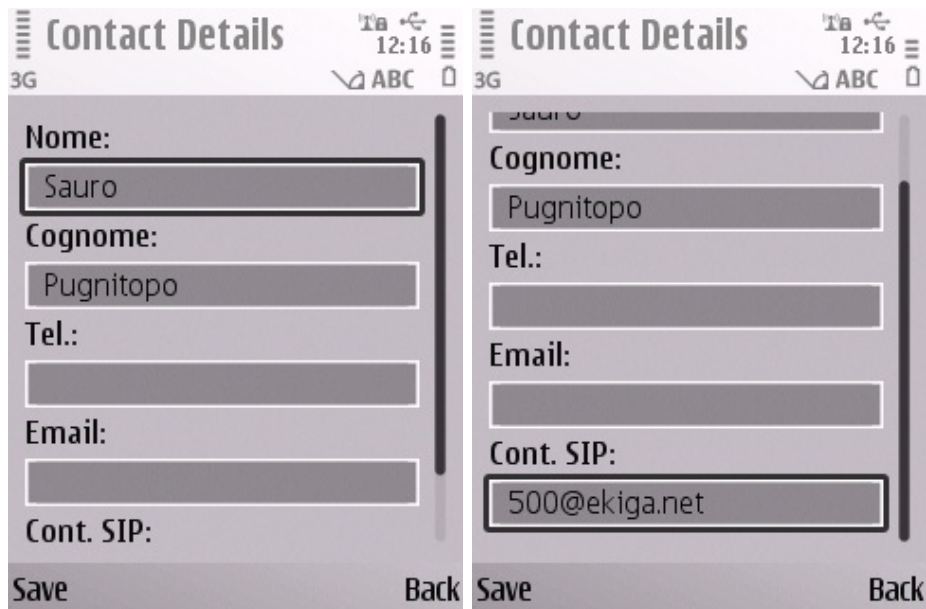 Contact Details
12:16
3G
ABC
Nome:
Sauro
Cognome:
Pugnitopo
Tel.:
Email:
Cont. SIP:
Save
Back
Contact Details
12:16
3G
ABC
Sauro
Cognome:
Pugnitopo
Tel.:
Email:
Cont. SIP:
500@ekiga.net
Save
Back